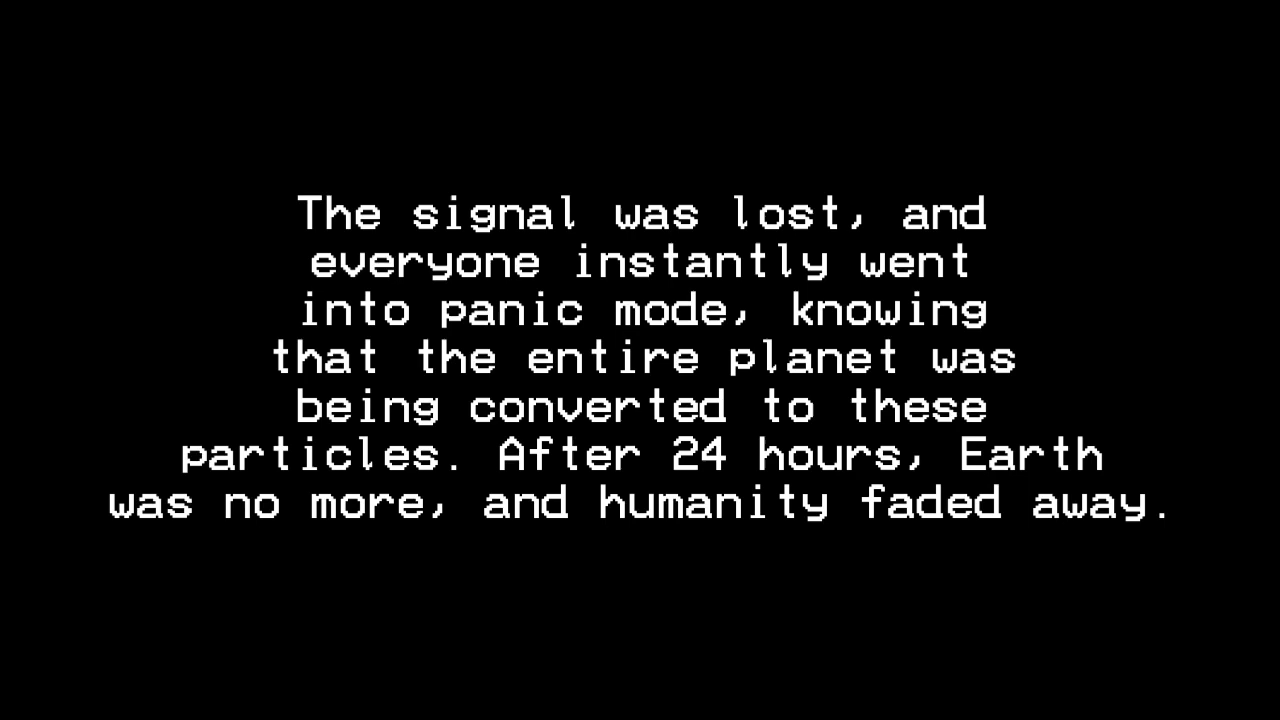 The signal was lost, and
everyone instantly went
into panic mode, knowing
that the entire planet was
being converted to these
particles. After 24 hours, Earth
was no more, and humanity faded away.